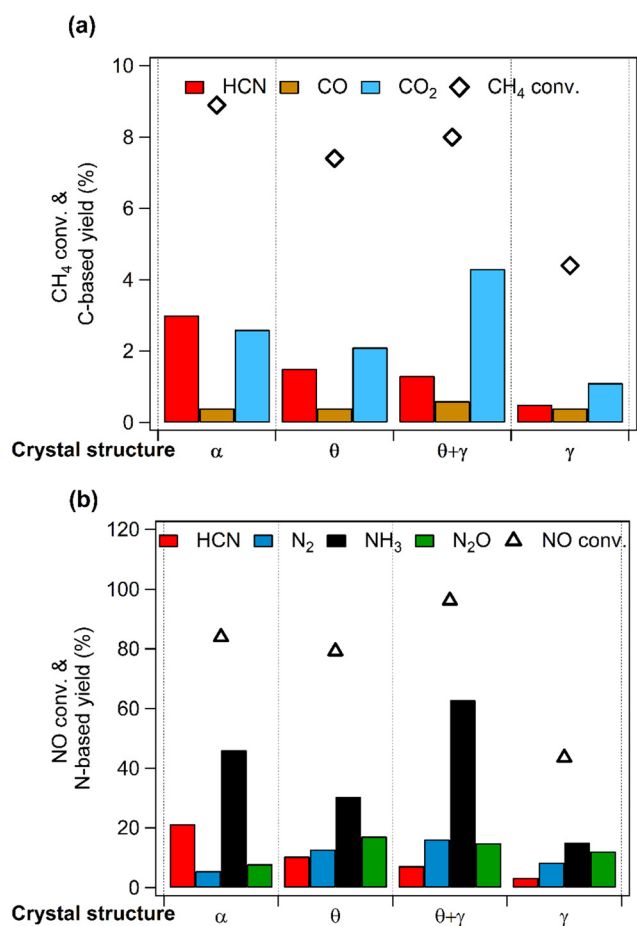 (a)
10
8
6
4
2
0
CH₄ conv. &
C-based yield (%)
HCN CO CO₂ CH₄ conv.
Crystal structure α θ θ+γ γ
(b)
120
100
80
60
40
20
0
NO conv. &
N-based yield (%)
HCN N₂ NH₃ N₂O NO conv.
Crystal structure α θ θ+γ γ